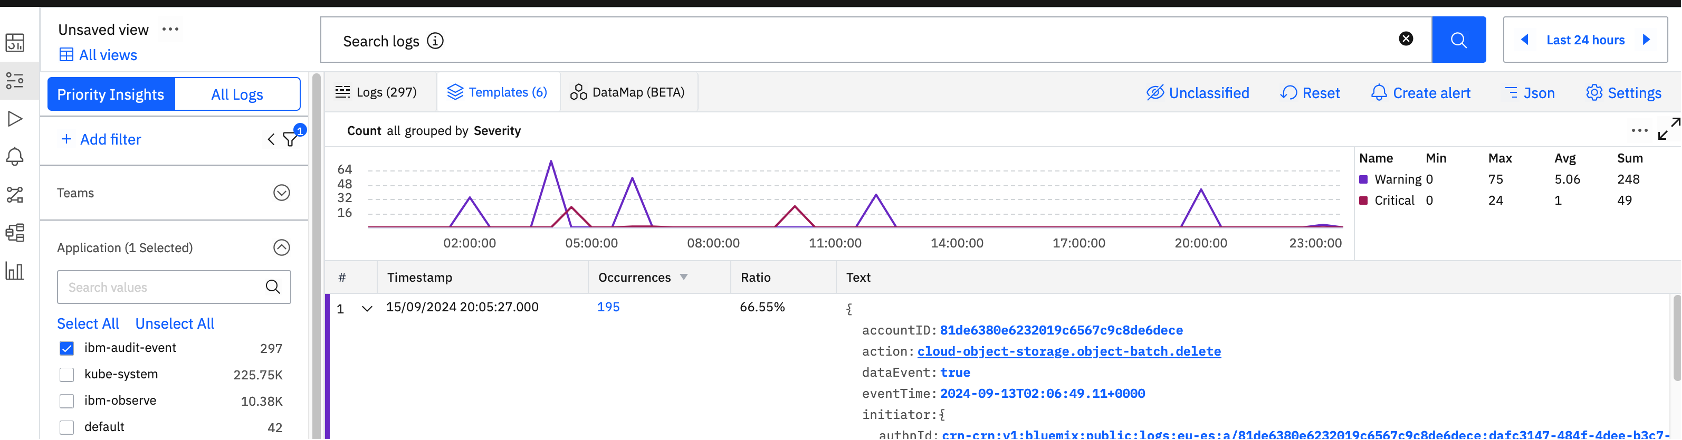 Unsaved view ...
All views
Search logs
Last 24 hours
Priority Insights All Logs
Logs (297) Templates (6) DataMap (BETA)
Unclassified Reset Create alert Json Settings
+ Add filter 1
Count all grouped by Severity
Teams
Application (1 Selected)
Search values
Select All Unselect All
ibm-audit-event 297
kube-system 225.75K
ibm-observe 10.38K
default 42
64
48
32
16
02:00:00 05:00:00 08:00:00 11:00:00 14:00:00 17:00:00 20:00:00 23:00:00
Name Min Max Avg Sum
Warning 0 75 5.06 248
Critical 0 24 1 49
# Timestamp Occurrences Ratio Text
1 15/09/2024 20:05:27.000 195 66.55% {
accountID: 81de6380e6232019c6567c9c8de6dece
action: cloud-object-storage.object-batch.delete
dataEvent: true
eventTime: 2024-09-13T02:06:49.11+0000
initiator:{
authnId: crn-crn:v1:bluemix:public:logs:eu-es:a/81de6380e6232019c6567c9c8de6dece:dafc3147-484f-4dee-b3c7-